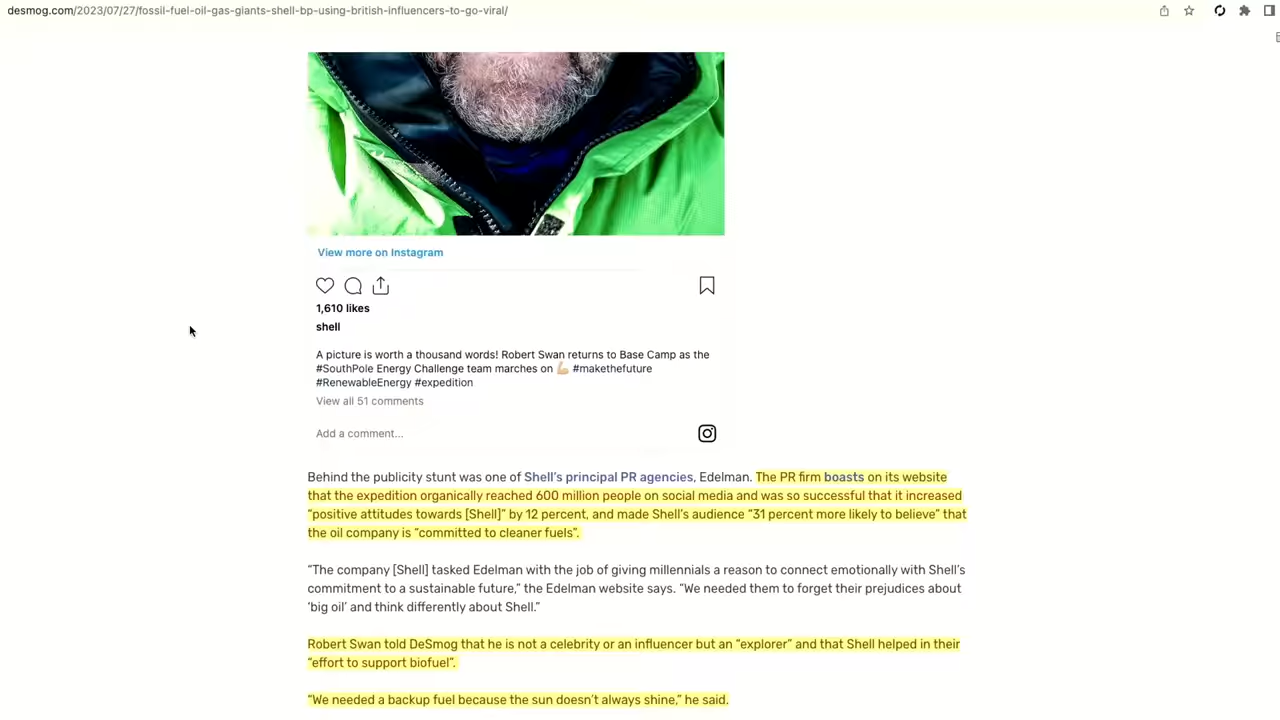 desmog.com/2023/07/27/fossil-fuel-oil-gas-giants-shell-bp-using-british-influencers-to-go-viral/
View more on Instagram
1,610 likes
shell
A picture is worth a thousand words! Robert Swan returns to Base Camp as the
#SouthPole Energy Challenge team marches on 💪🏼 #makethefuture
#RenewableEnergy #expedition
View all 51 comments
Add a comment...
Behind the publicity stunt was one of Shell’s principal PR agencies, Edelman. The PR firm boasts on its website
that the expedition organically reached 600 million people on social media and was so successful that it increased
“positive attitudes towards [Shell]” by 12 percent, and made Shell’s audience “31 percent more likely to believe” that
the oil company is “committed to cleaner fuels”.
“The company [Shell] tasked Edelman with the job of giving millennials a reason to connect emotionally with Shell’s
commitment to a sustainable future,” the Edelman website says. “We needed them to forget their prejudices about
‘big oil’ and think differently about Shell.”
Robert Swan told DeSmog that he is not a celebrity or an influencer but an “explorer” and that Shell helped in their
“effort to support biofuel”.
“We needed a backup fuel because the sun doesn’t always shine,” he said.